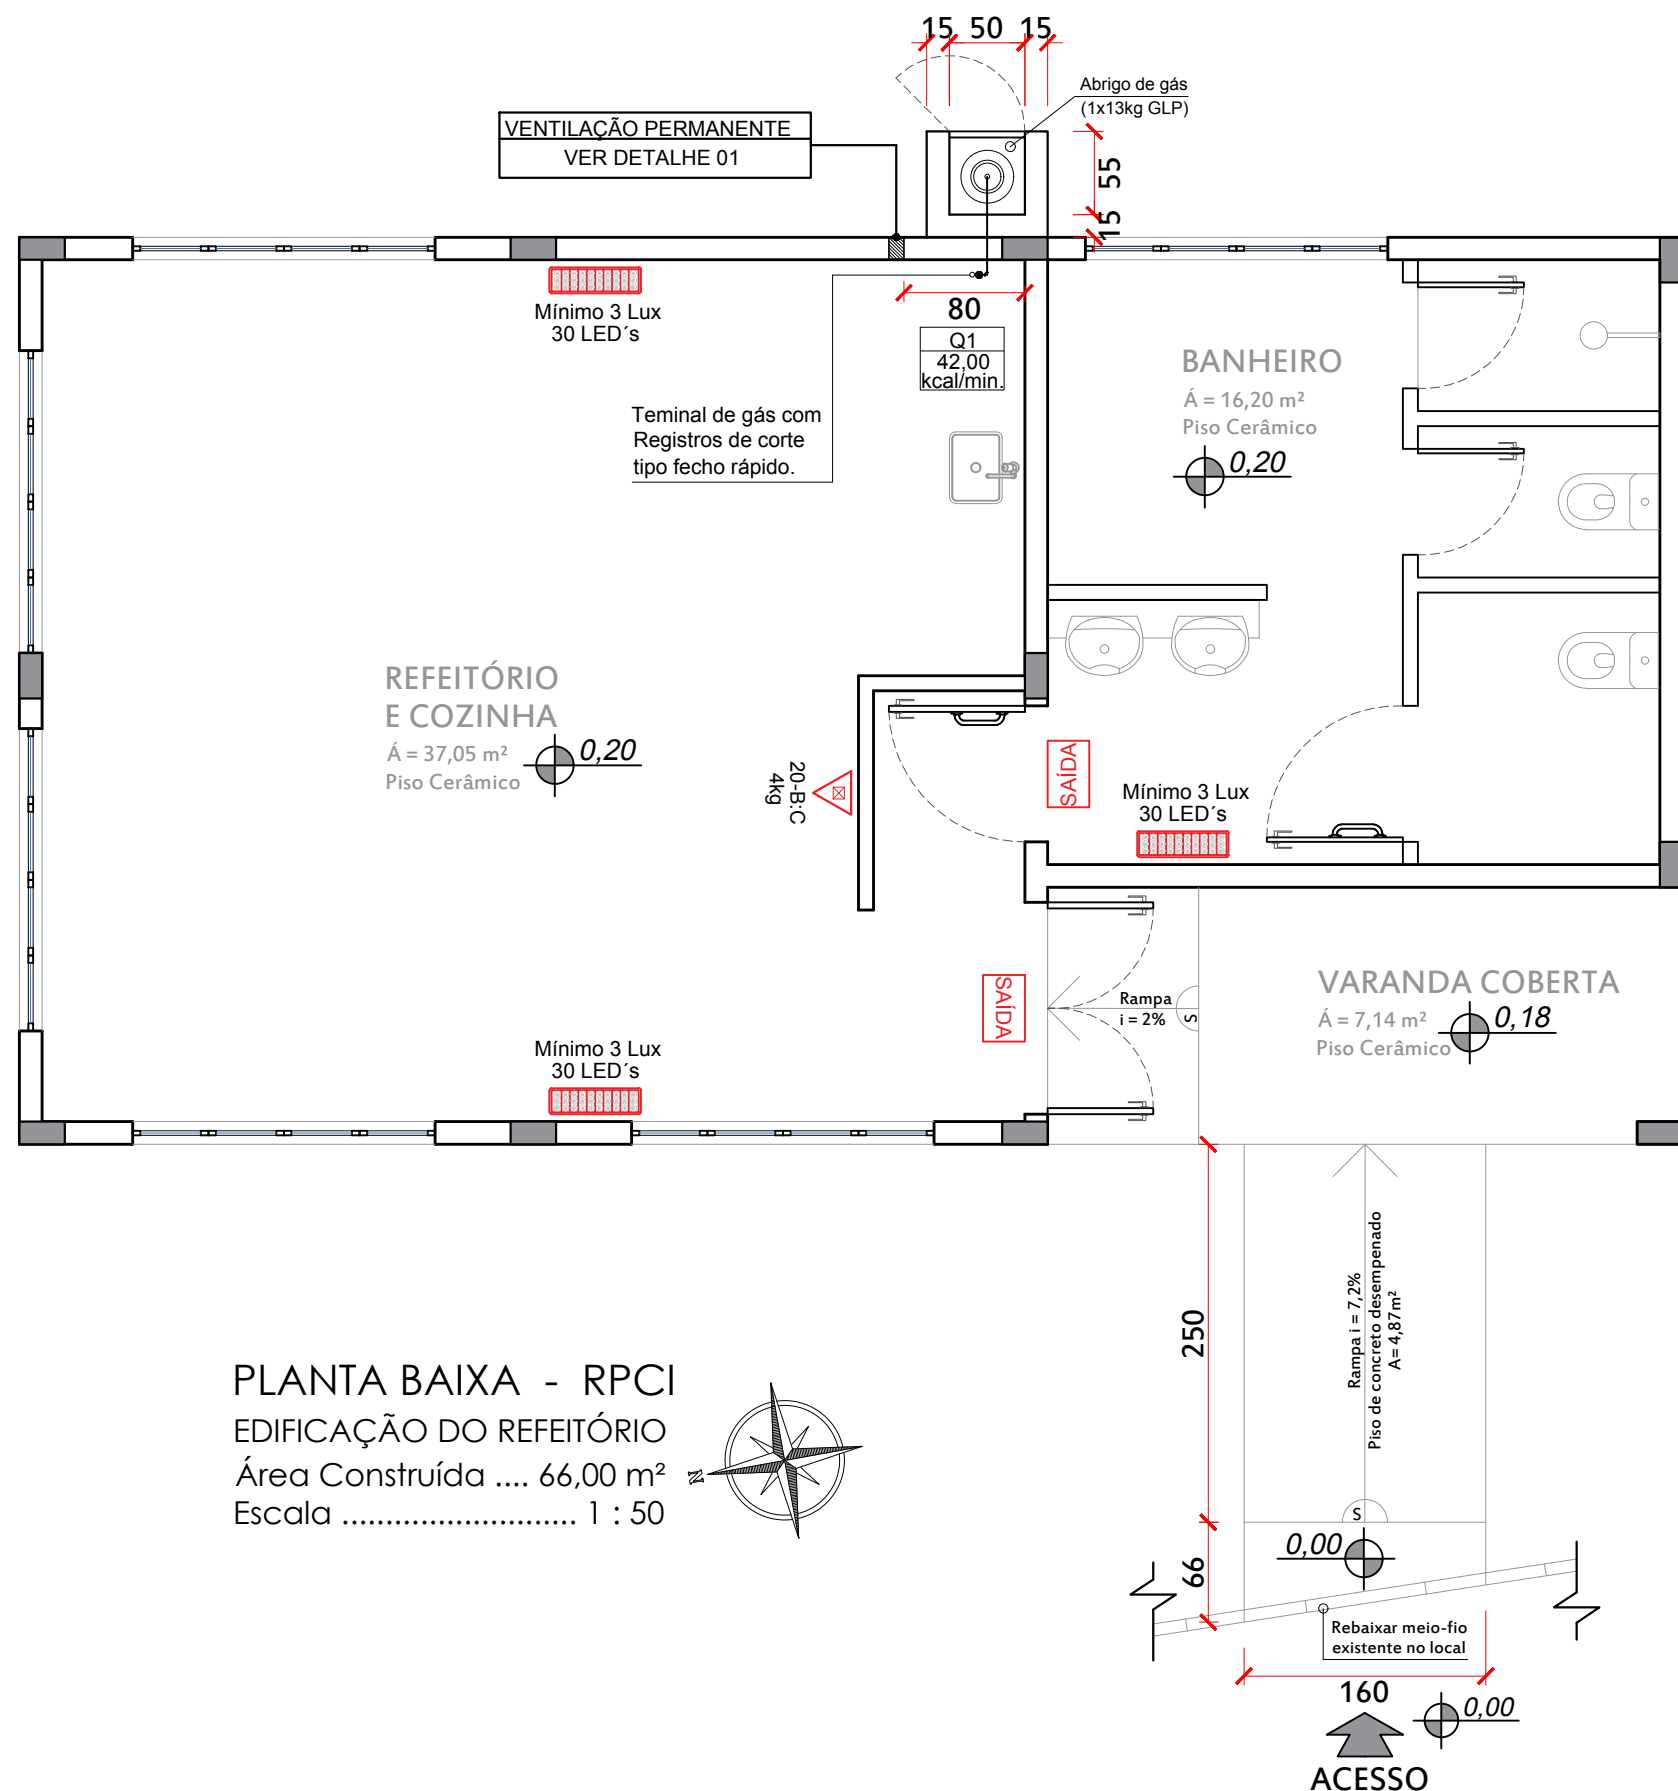 15 50 15
Abrigo de gás
(1x13kg GLP)
VENTILAÇÃO PERMANENTE
VER DETALHE 01
55
15
Mínimo 3 Lux
30 LED´s
80
Q1
42,00
kcal/min.
Teminal de gás com
Registros de corte
tipo fecho rápido.
BANHEIRO
Á = 16,20 m²
Piso Cerâmico
0,20
REFEITÓRIO
E COZINHA
Á = 37,05 m²
Piso Cerâmico
0,20
20-B:C
4kg
SAÍDA
Mínimo 3 Lux
30 LED´s
SAÍDA
Rampa
i = 2%
S
VARANDA COBERTA
Á = 7,14 m²
Piso Cerâmico
0,18
Mínimo 3 Lux
30 LED´s
250
Rampa i = 7,2%
Piso de concreto desempenado
A= 4,87m²
S
0,00
66
Rebaixar meio-fio
existente no local
160
0,00
ACESSO
PLANTA BAIXA - RPCI
EDIFICAÇÃO DO REFEITÓRIO
Área Construída .... 66,00 m²
Escala ........................... 1 : 50
N